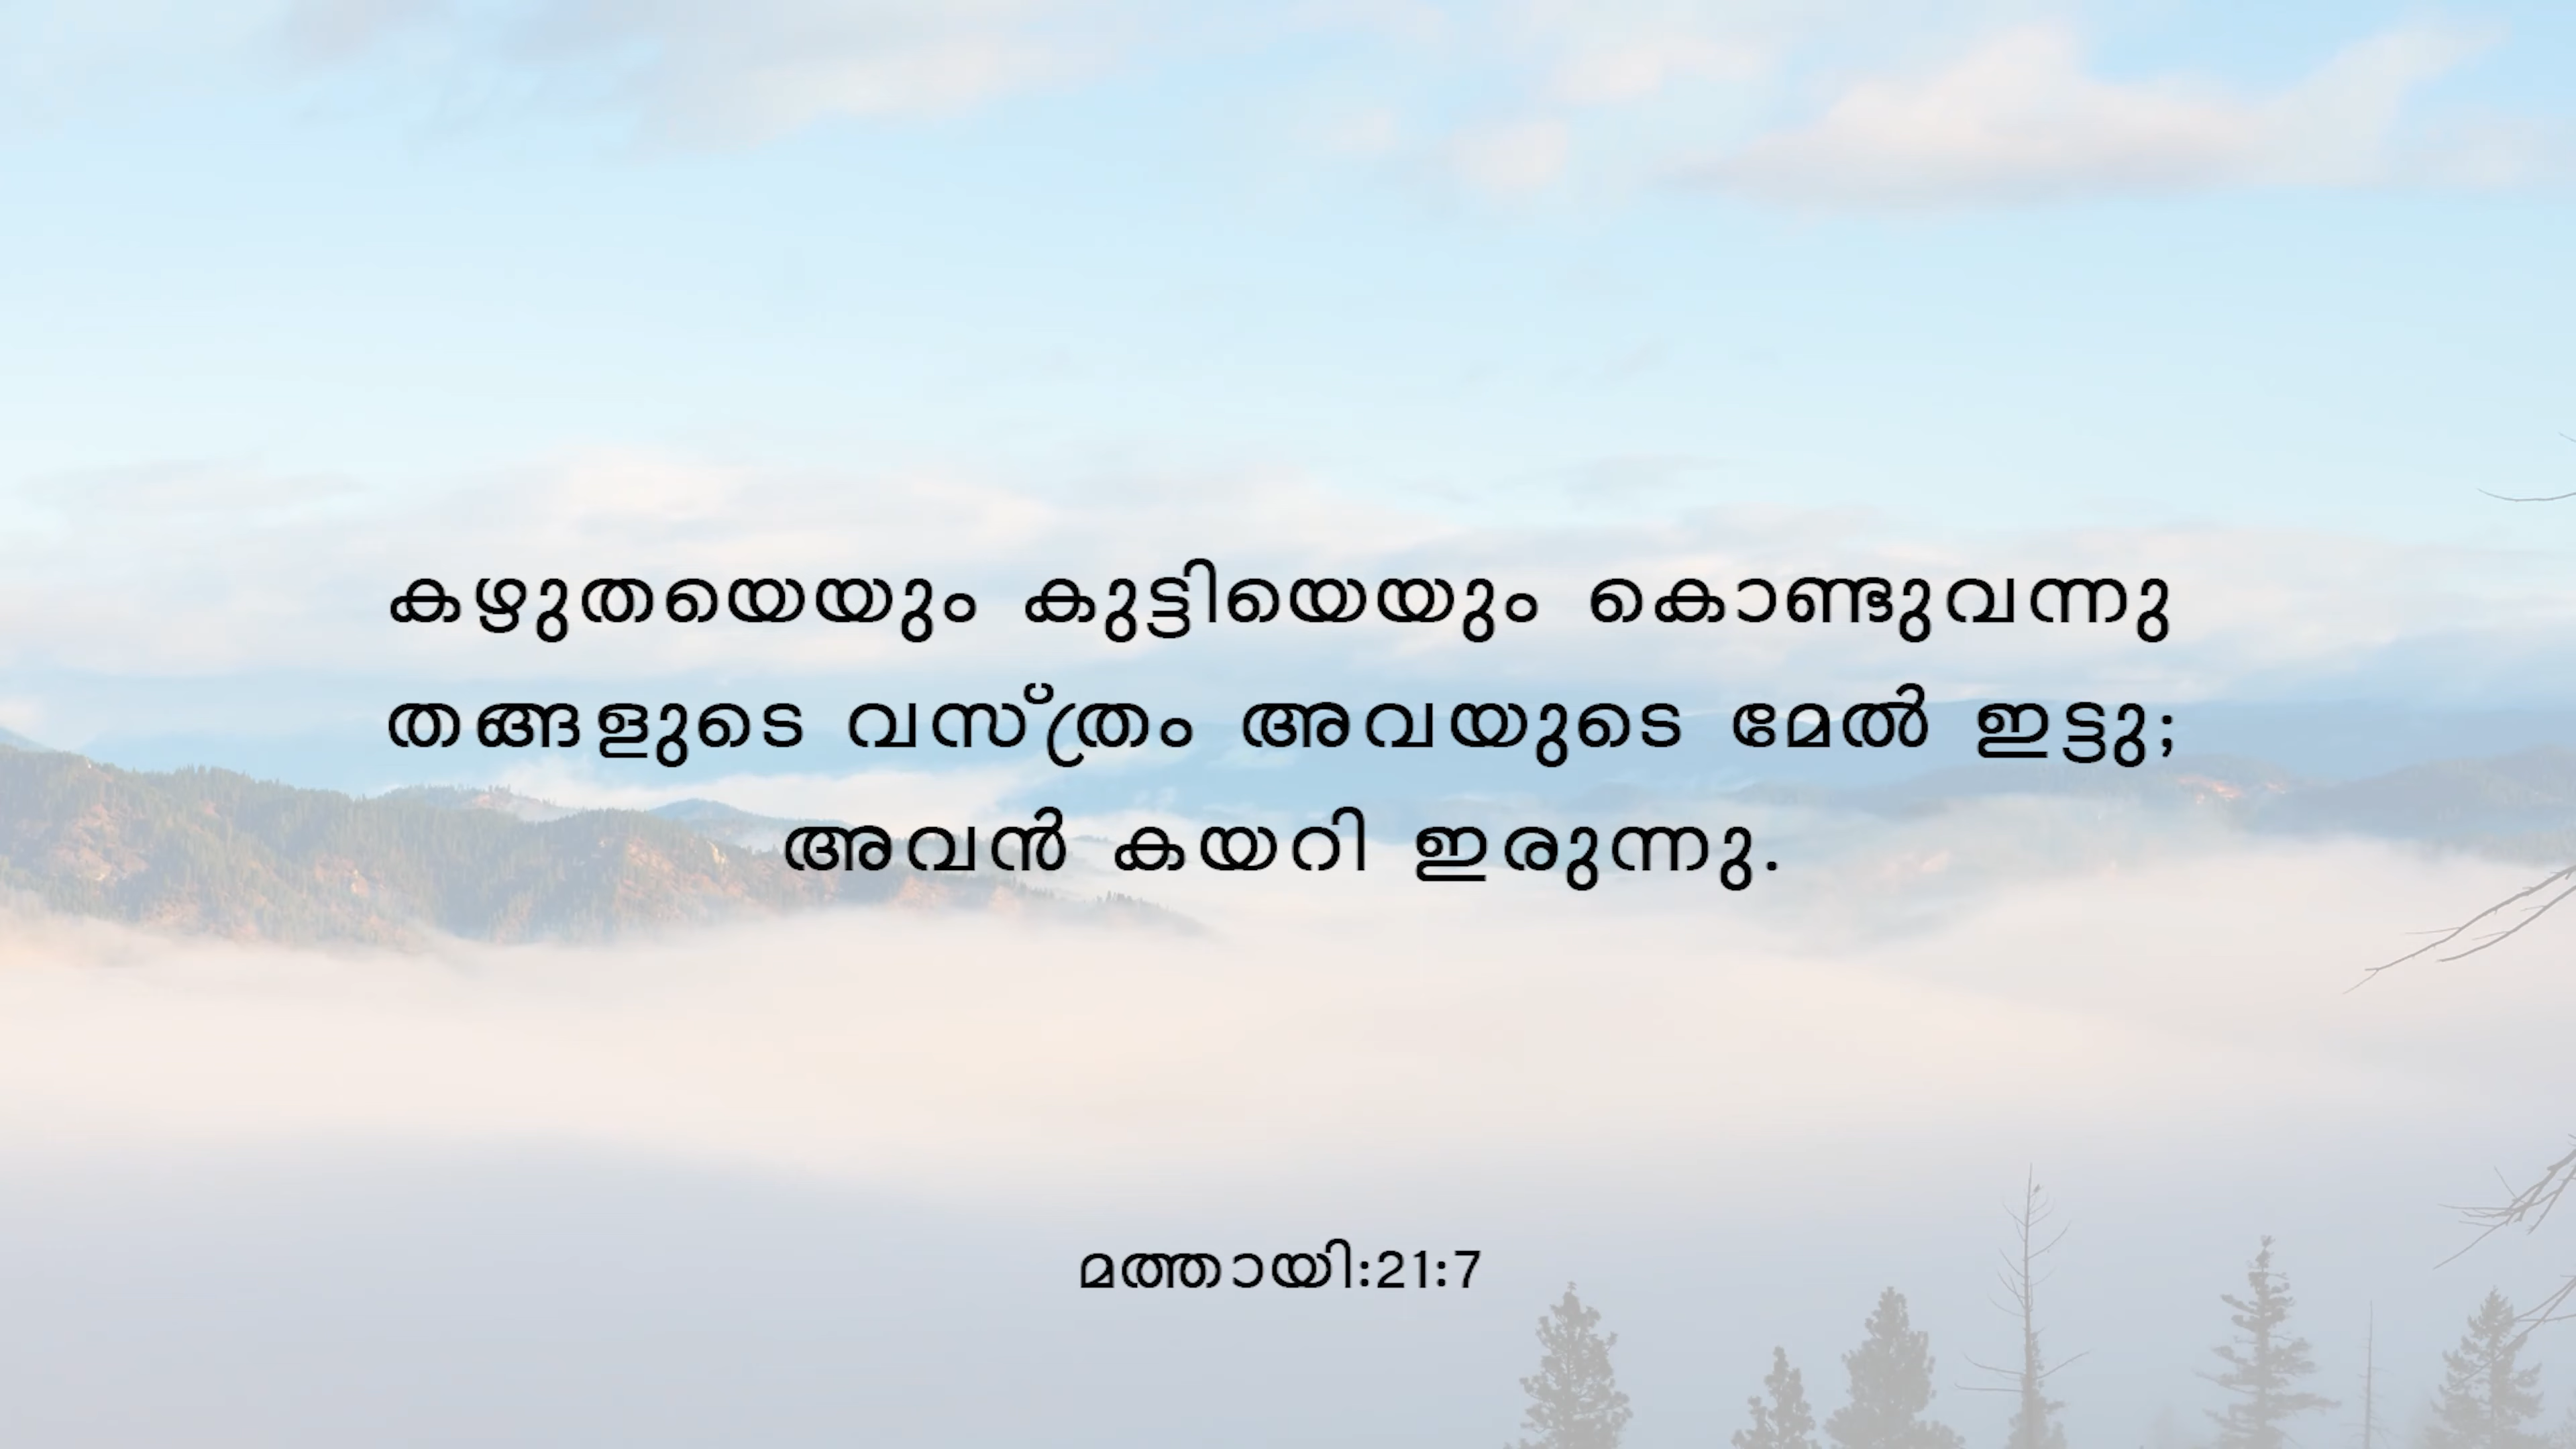 കഴുതയെയും കുട്ടിയെയും കൊണ്ടുവന്നു
തങ്ങളുടെ വസ്ത്രം അവയുടെ മേൽ ഇട്ടു;
അവൻ കയറി ഇരുന്നു.
മത്തായി:21:7